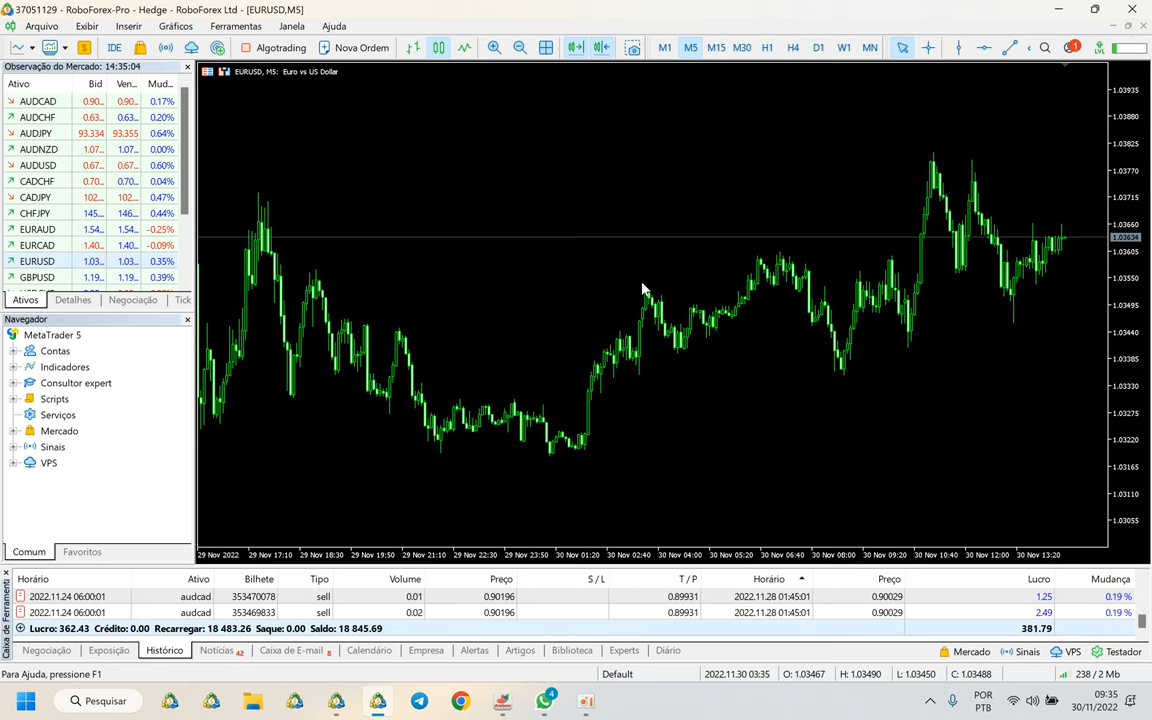 37051129 - RoboForex-Pro - Hedge - RoboForex Ltd - [EURUSD,M5]
Arquivo Exibir Inserir Gráficos Ferramentas Janela Ajuda
IDE Algotrading Nova Ordem M1 M5 M15 M30 H1 H4 D1 W1 MN 1 LVL
Observação do Mercado: 14:35:04
Ativo Bid Ven... Mud...
AUDCAD 0.90... 0.90... 0.17%
AUDCHF 0.63... 0.63... 0.20%
AUDJPY 93.334 93.355 0.64%
AUDNZD 1.07... 1.07... 0.00%
AUDUSD 0.67... 0.67... 0.60%
CADCHF 0.70... 0.70... 0.04%
CADJPY 102... 102... 0.47%
CHFJPY 145... 146... 0.44%
EURAUD 1.54... 1.54... -0.25%
EURCAD 1.40... 1.40... -0.09%
EURUSD 1.03... 1.03... 0.35%
GBPUSD 1.19... 1.19... 0.39%
Ativos Detalhes Negociação Tick
Navegador
MetaTrader 5
Contas
Indicadores
Consultor expert
Scripts
Serviços
Mercado
Sinais
VPS
Comum Favoritos
EURUSD, M5: Euro vs US Dollar
1.03935
1.03880
1.03825
1.03770
1.03715
1.03660
1.03634
1.03605
1.03550
1.03495
1.03440
1.03385
1.03330
1.03275
1.03220
1.03165
1.03110
1.03055
29 Nov 2022 29 Nov 17:10 29 Nov 18:30 29 Nov 19:50 29 Nov 21:10 29 Nov 22:30 29 Nov 23:50 30 Nov 01:20 30 Nov 02:40 30 Nov 04:00 30 Nov 05:20 30 Nov 06:40 30 Nov 08:00 30 Nov 09:20 30 Nov 10:40 30 Nov 12:00 30 Nov 13:20
Caixa de Ferramenta
Horário Ativo Bilhete Tipo Volume Preço S / L T / P Horário Preço Lucro Mudança
2022.11.24 06:00:01 audcad 353470078 sell 0.01 0.90196 0.89931 2022.11.28 01:45:01 0.90029 1.25 0.19 %
2022.11.24 06:00:01 audcad 353469833 sell 0.02 0.90196 0.89931 2022.11.28 01:45:01 0.90029 2.49 0.19 %
Lucro: 362.43 Crédito: 0.00 Recarregar: 18 483.26 Saque: 0.00 Saldo: 18 845.69 381.79
Negociação Exposição Histórico Notícias 42 Caixa de E-mail 8 Calendário Empresa Alertas Artigos Biblioteca Experts Diário Mercado Sinais VPS Testador
Para Ajuda, pressione F1 Default 2022.11.30 03:35 O: 1.03467 H: 1.03490 L: 1.03450 C: 1.03488 238 / 2 Mb
Pesquisar 4 POR PTB 09:35 30/11/2022